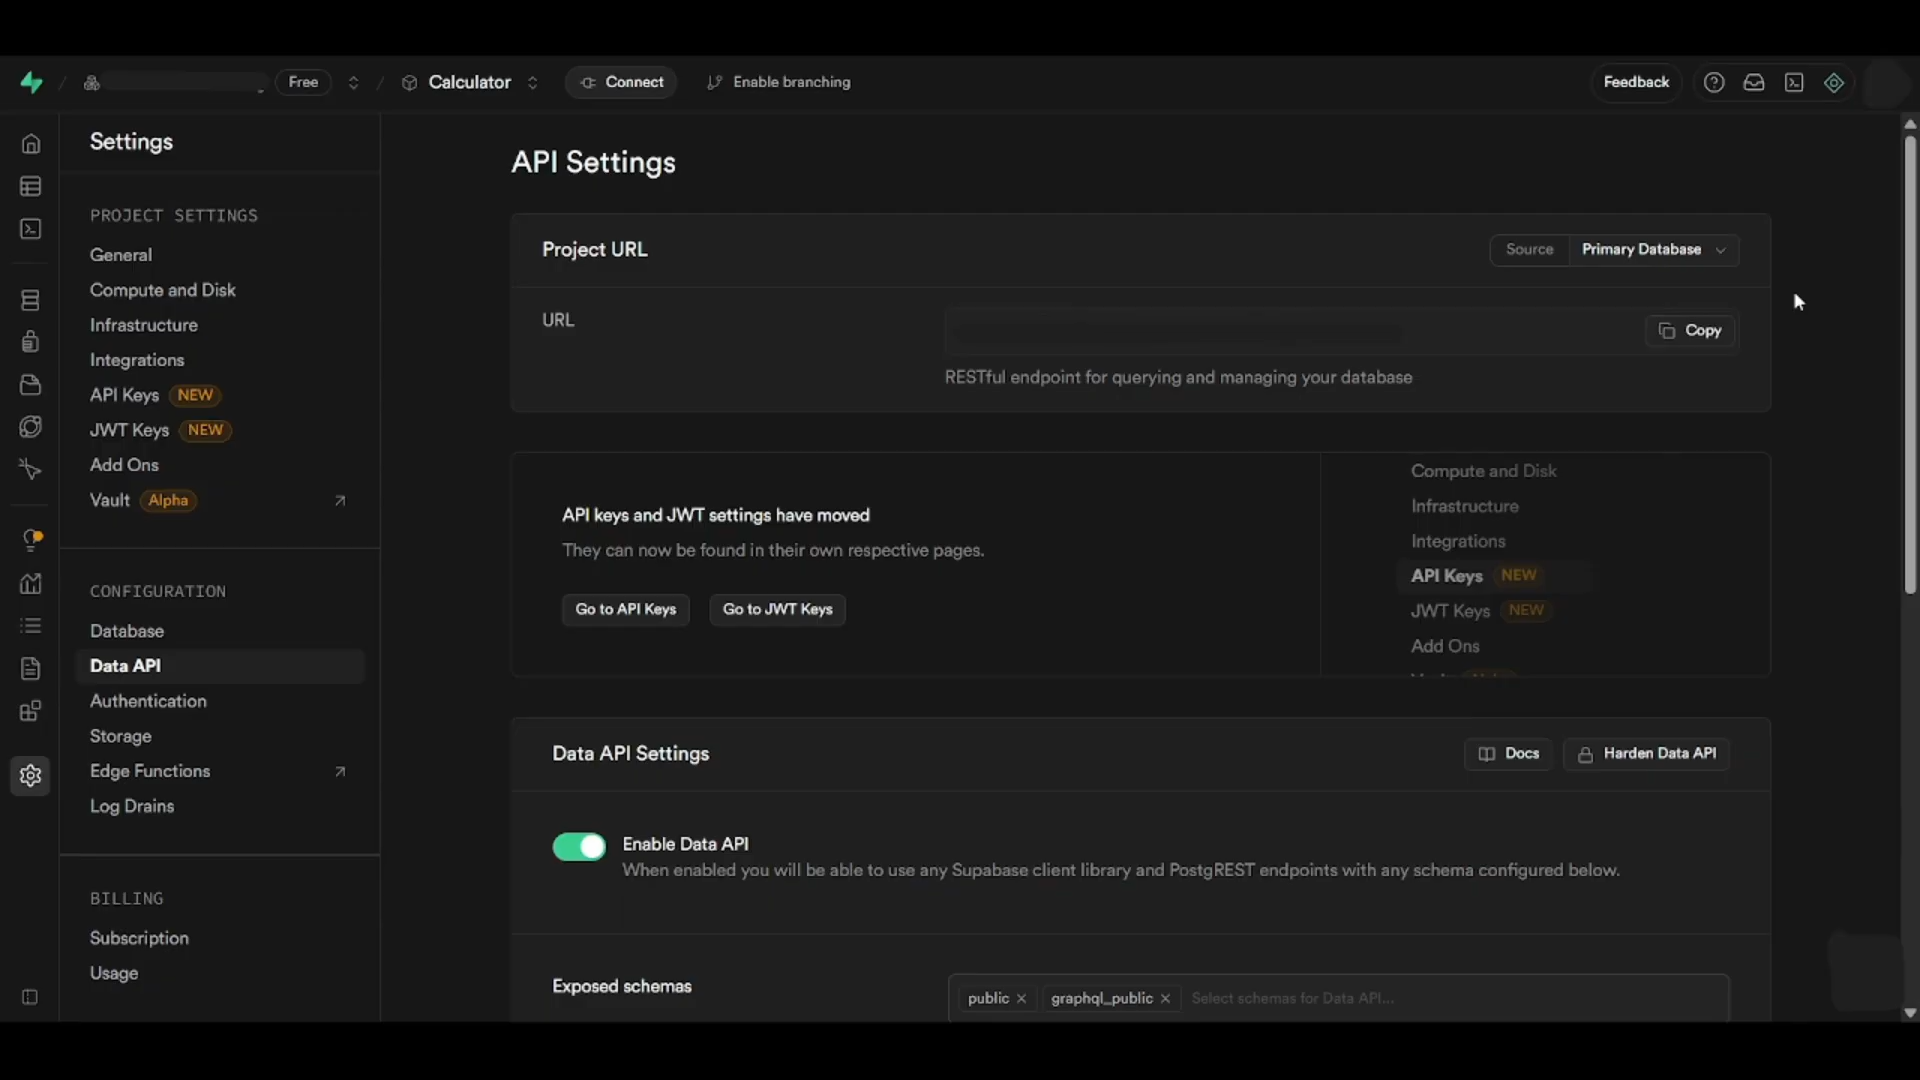 Free
Calculator
Connect
Enable branching
Feedback
Settings
PROJECT SETTINGS
General
Compute and Disk
Infrastructure
Integrations
API Keys NEW
JWT Keys NEW
Add Ons
Vault Alpha
CONFIGURATION
Database
Data API
Authentication
Storage
Edge Functions
Log Drains
BILLING
Subscription
Usage
API Settings
Project URL
Source Primary Database
URL
Copy
RESTful endpoint for querying and managing your database
API keys and JWT settings have moved
They can now be found in their own respective pages.
Go to API Keys Go to JWT Keys
Compute and Disk
Infrastructure
Integrations
API Keys NEW
JWT Keys NEW
Add Ons
Data API Settings
Docs Harden Data API
Enable Data API
When enabled you will be able to use any Supabase client library and PostgREST endpoints with any schema configured below.
Exposed schemas
public graphql_public Select schemas for Data API...